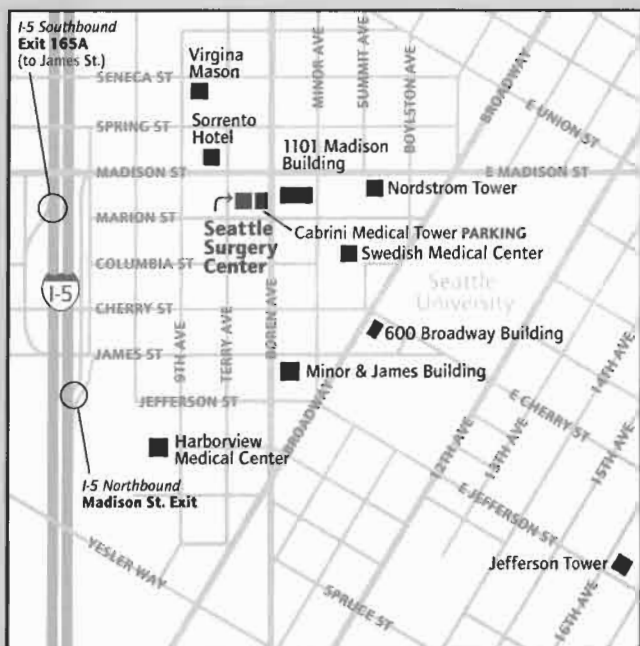 I-5 Southbound
Exit 165A
(to James St.)
Virgina
Mason
SENECA ST
MINOR AVE
SUMMIT AVE
BOYLSTON AVE
BROADWAY
E UNION ST
SPRING ST
Sorrento
Hotel
1101 Madison
Building
MADISON ST
E MADISON ST
Nordstrom Tower
MARION ST
Seattle
Surgery
Center
Cabrini Medical Tower PARKING
Swedish Medical Center
COLUMBIA ST
Seattle
University
I-5
CHERRY ST
9TH AVE
TERRY AVE
BOREN AVE
600 Broadway Building
JAMES ST
Minor & James Building
14TH AVE
JEFFERSON ST
BROADWAY
E CHERRY ST
12TH AVE
13TH AVE
15TH AVE
Harborview
Medical Center
I-5 Northbound
Madison St. Exit
E JEFFERSON ST
YESLER WAY
Jefferson Tower
SPRUCE ST
16TH AVE